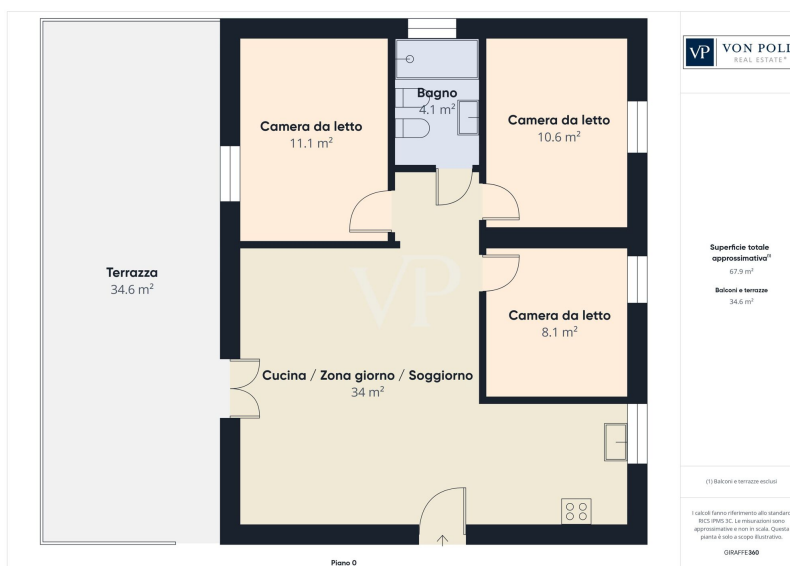 Camera da letto
11.1 m²
Bagno
4.1 m²
Camera da letto
10.6 m²
Terrazza
34.6 m²
Camera da letto
8.1 m²
Cucina / Zona giorno / Soggiorno
34 m²
VP
Piano 0
VP VON POLL
REAL ESTATE®
Superficie totale
approssimativa⁽¹⁾
67.9 m²
Balconi e terrazze
34.6 m²
(1) Balconi e terrazze esclusi
I calcoli fanno riferimento allo standard
RICS IPMS 3C. Le misurazioni sono
approssimative e non in scala. Questa
pianta è solo a scopo illustrativo.
GIRAFFE360